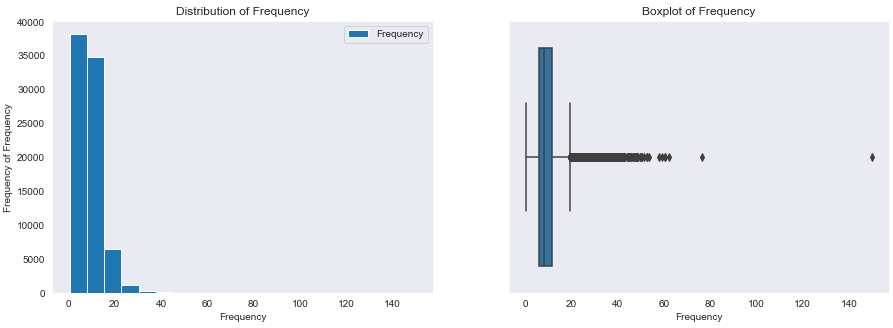 Distribution of Frequency
Frequency
Frequency of Frequency
40000
35000
30000
25000
20000
15000
10000
5000
0
0 20 40 60 80 100 120 140
Frequency
Boxplot of Frequency
0 20 40 60 80 100 120 140
Frequency